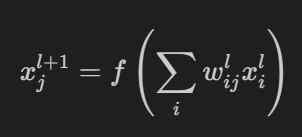 x_j^{l+1} = f\left(\sum_i w_{ij}^l x_i^l\right)